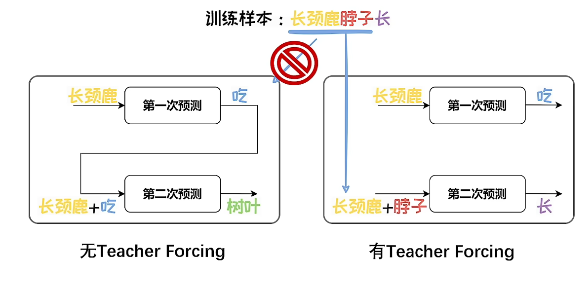 训练样本：长颈鹿脖子长
长颈鹿 第一次预测 吃
长颈鹿+吃 第二次预测 树叶
无Teacher Forcing
长颈鹿 第一次预测 吃
长颈鹿+脖子 第二次预测 长
有Teacher Forcing